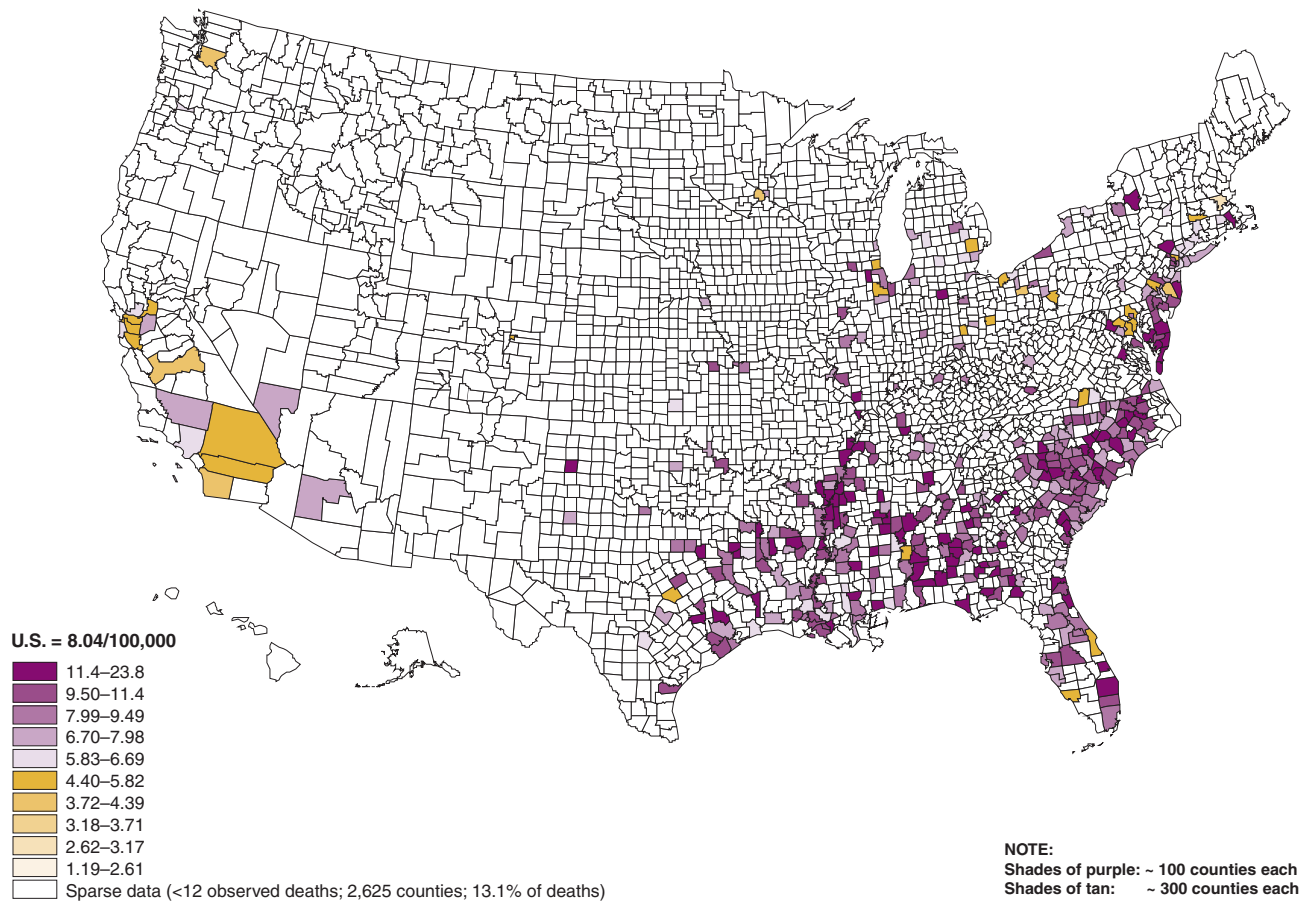 U.S. = 8.04/100,000
11.4–23.8
9.50–11.4
7.99–9.49
6.70–7.98
5.83–6.69
4.40–5.82
3.72–4.39
3.18–3.71
2.62–3.17
1.19–2.61
Sparse data (<12 observed deaths; 2,625 counties; 13.1% of deaths)
NOTE:
Shades of purple: ~ 100 counties each
Shades of tan: ~ 300 counties each